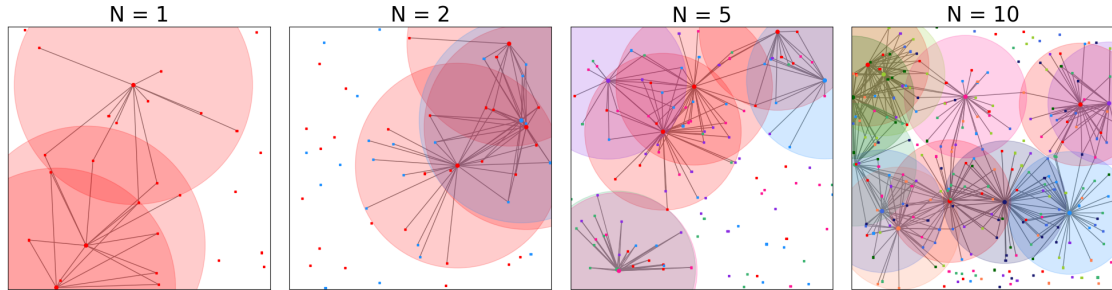 N = 1
N = 2
N = 5
N = 10